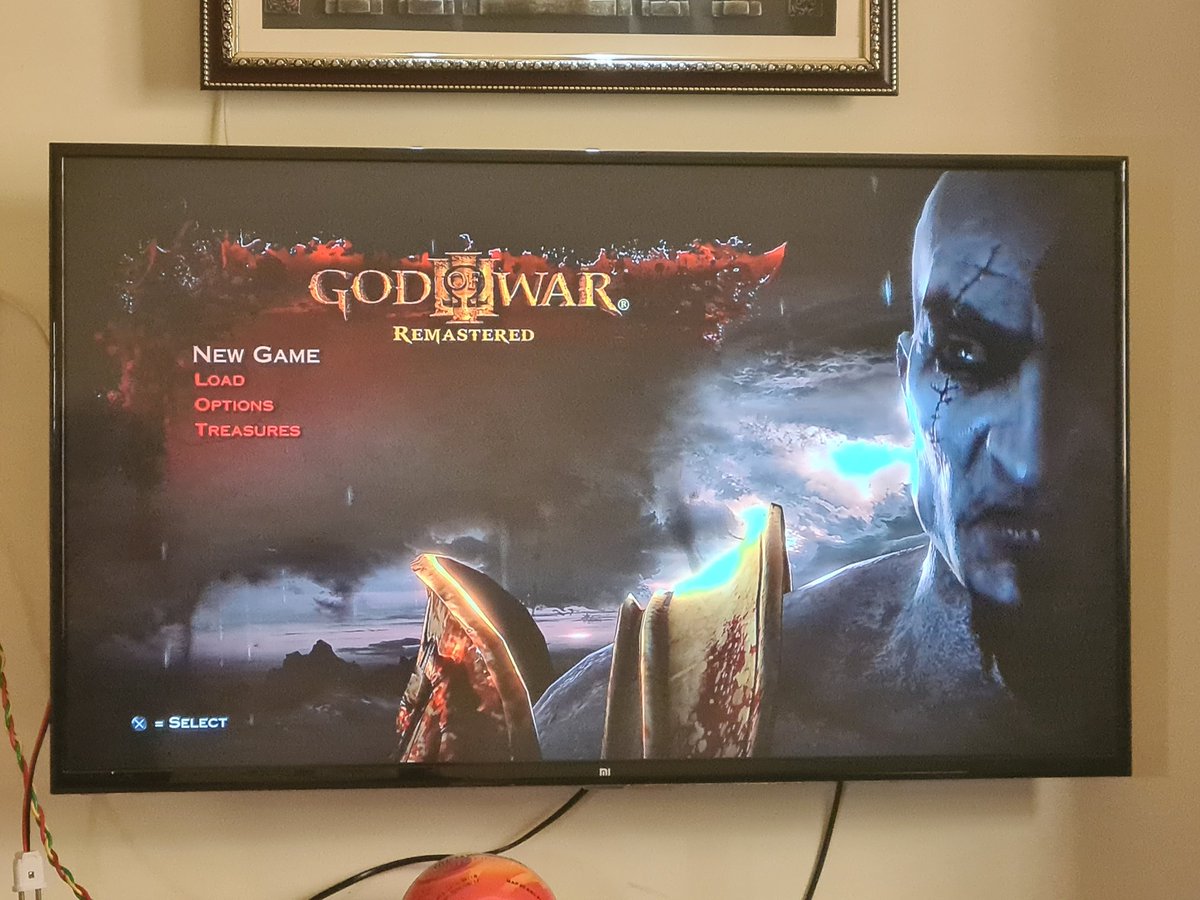 GOD OF WAR®
III
REMASTERED
NEW GAME
LOAD
OPTIONS
TREASURES
Ⓧ = SELECT
mi